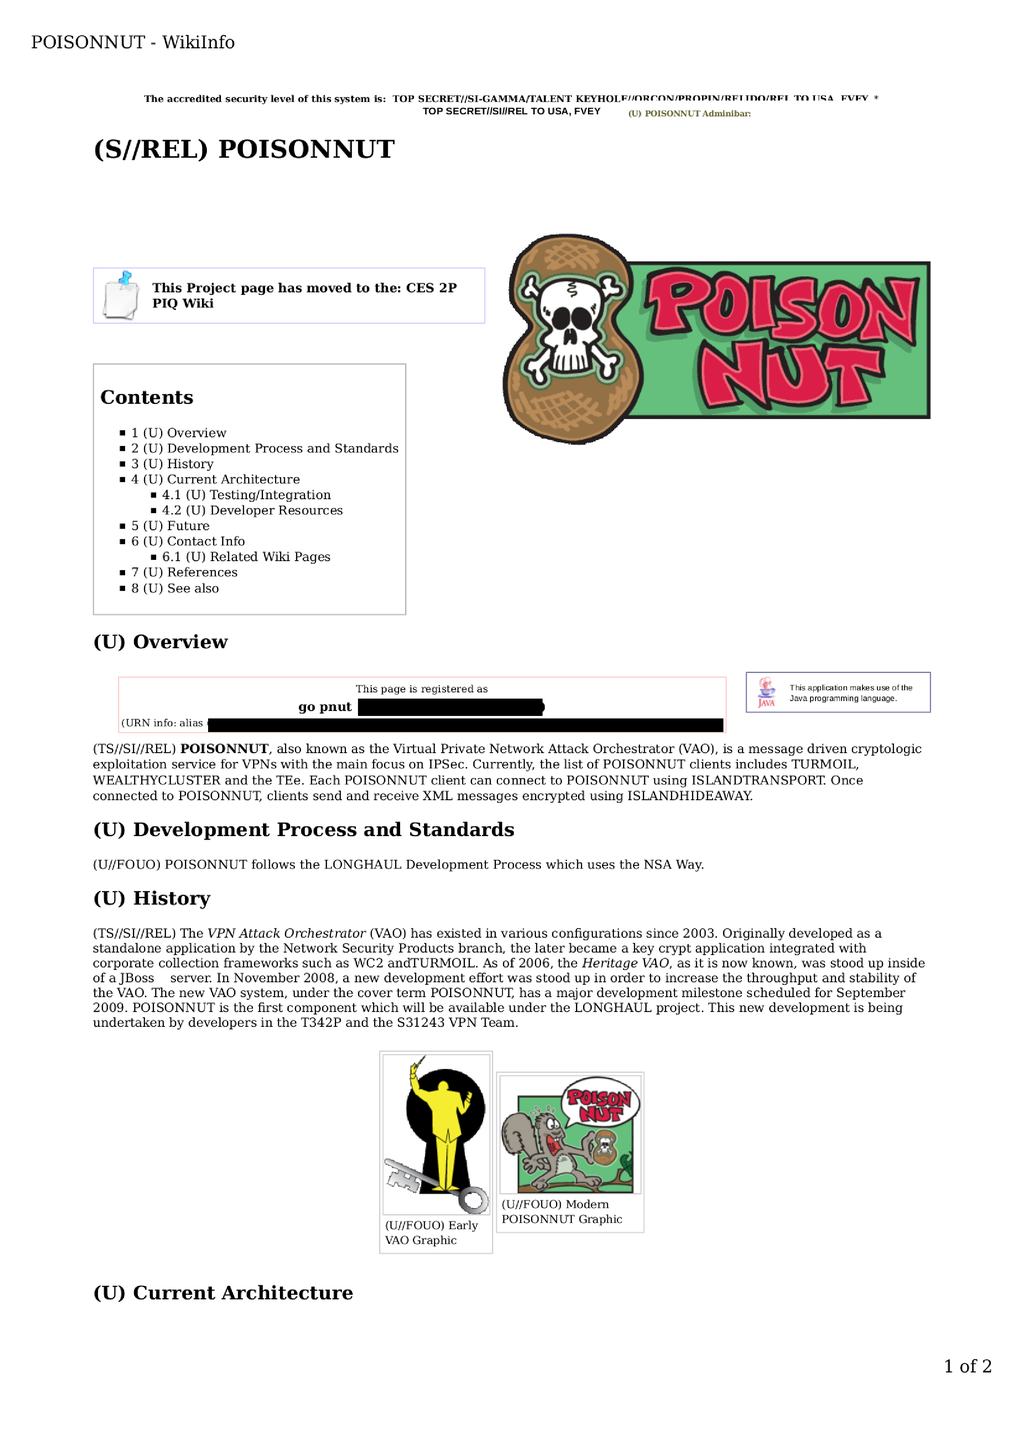 POISONNUT - WikiInfo
The accredited security level of this system is: TOP SECRET//SI-GAMMA/TALENT KEYHOLE//ORCON/PROPIN/RELIDO/REL TO USA, FVEY *
TOP SECRET//SI//REL TO USA, FVEY
(U) POISONNUT Adminibar:
(S//REL) POISONNUT
This Project page has moved to the: CES 2P
PIQ Wiki
POISON
NUT
Contents
1 (U) Overview
2 (U) Development Process and Standards
3 (U) History
4 (U) Current Architecture
4.1 (U) Testing/Integration
4.2 (U) Developer Resources
5 (U) Future
6 (U) Contact Info
6.1 (U) Related Wiki Pages
7 (U) References
8 (U) See also
(U) Overview
This page is registered as
go pnut
(URN info: alias
JAVA
This application makes use of the
Java programming language.
(TS//SI//REL) POISONNUT, also known as the Virtual Private Network Attack Orchestrator (VAO), is a message driven cryptologic
exploitation service for VPNs with the main focus on IPSec. Currently, the list of POISONNUT clients includes TURMOIL,
WEALTHYCLUSTER and the TEe. Each POISONNUT client can connect to POISONNUT using ISLANDTRANSPORT. Once
connected to POISONNUT, clients send and receive XML messages encrypted using ISLANDHIDEAWAY.
(U) Development Process and Standards
(U//FOUO) POISONNUT follows the LONGHAUL Development Process which uses the NSA Way.
(U) History
(TS//SI//REL) The VPN Attack Orchestrator (VAO) has existed in various configurations since 2003. Originally developed as a
standalone application by the Network Security Products branch, the later became a key crypt application integrated with
corporate collection frameworks such as WC2 andTURMOIL. As of 2006, the Heritage VAO, as it is now known, was stood up inside
of a JBoss server. In November 2008, a new development effort was stood up in order to increase the throughput and stability of
the VAO. The new VAO system, under the cover term POISONNUT, has a major development milestone scheduled for September
2009. POISONNUT is the first component which will be available under the LONGHAUL project. This new development is being
undertaken by developers in the T342P and the S31243 VPN Team.
POISON
NUT
(U//FOUO) Early
VAO Graphic
(U//FOUO) Modern
POISONNUT Graphic
(U) Current Architecture
1 of 2